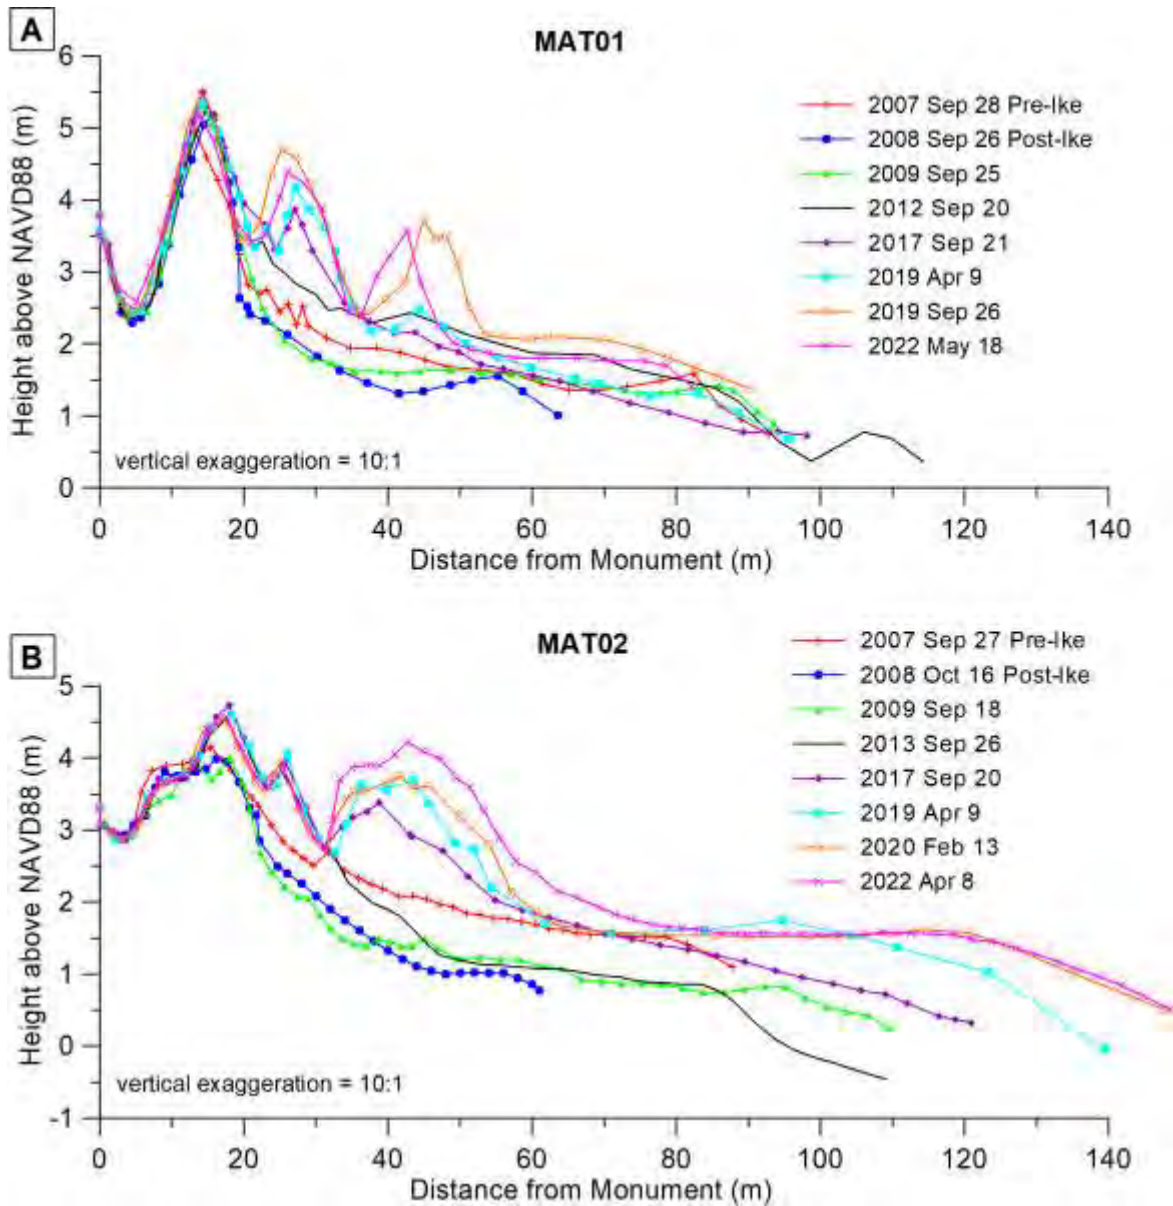 A
MAT01
6
5
4
3
2
1
0
Height above NAVD88 (m)
2007 Sep 28 Pre-Ike
2008 Sep 26 Post-Ike
2009 Sep 25
2012 Sep 20
2017 Sep 21
2019 Apr 9
2019 Sep 26
2022 May 18
vertical exaggeration = 10:1
0 20 40 60 80 100 120 140
Distance from Monument (m)
B
MAT02
5
4
3
2
1
0
-1
Height above NAVD88 (m)
2007 Sep 27 Pre-Ike
2008 Oct 16 Post-Ike
2009 Sep 18
2013 Sep 26
2017 Sep 20
2019 Apr 9
2020 Feb 13
2022 Apr 8
vertical exaggeration = 10:1
0 20 40 60 80 100 120 140
Distance from Monument (m)